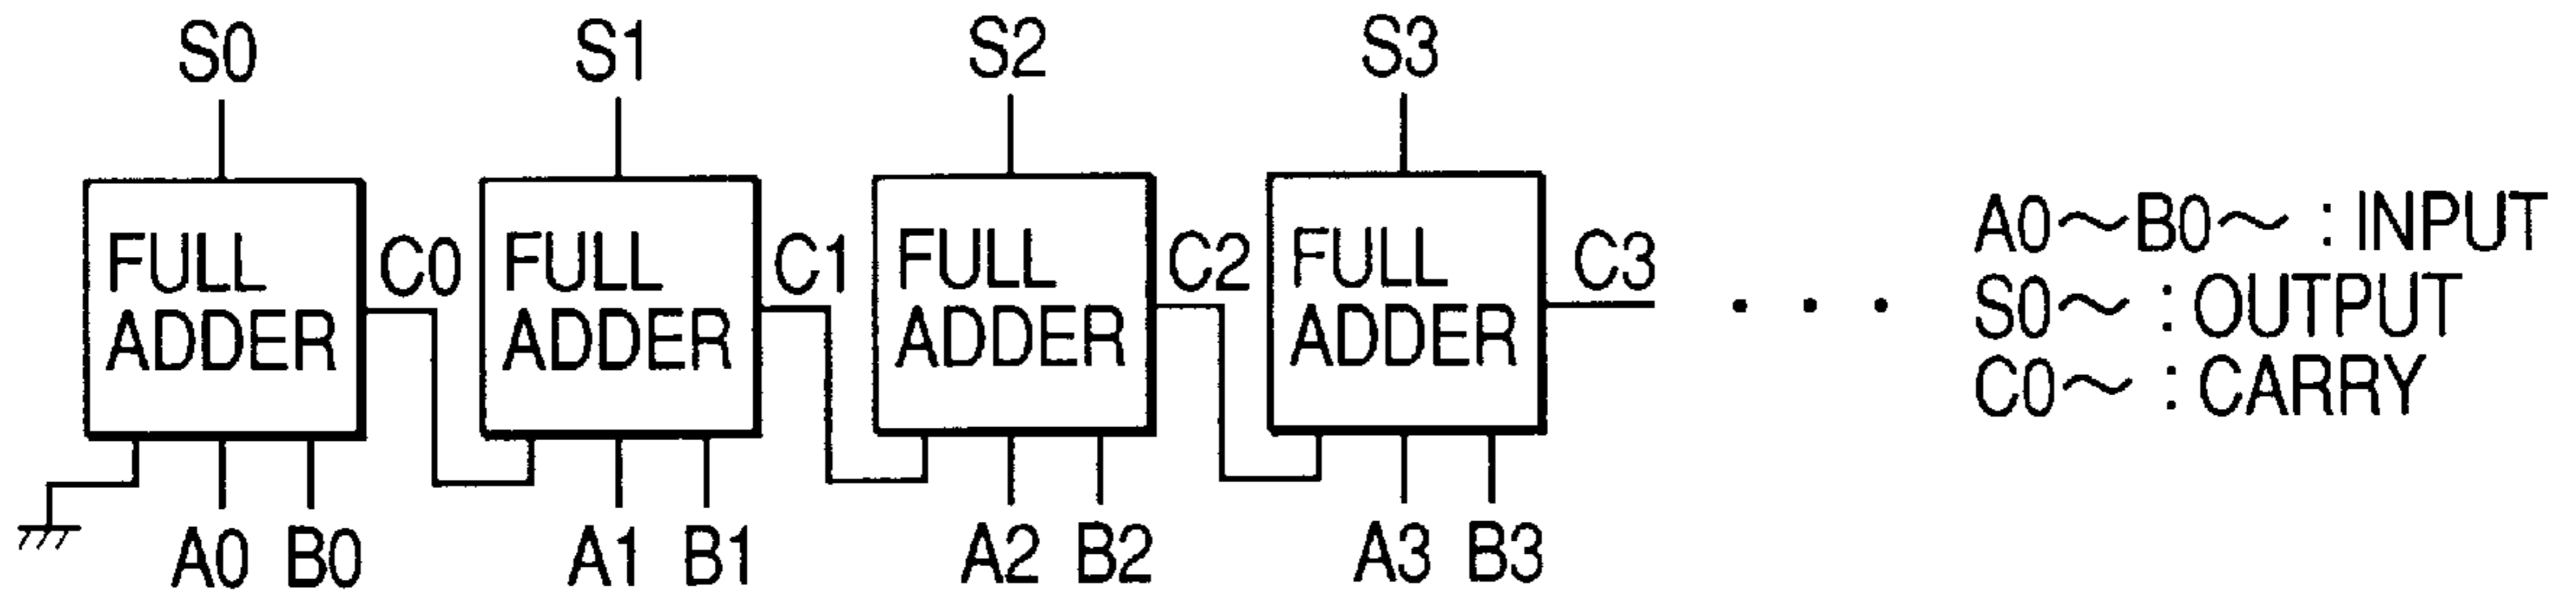 S0 S1 S2 S3
FULL ADDER C0 FULL ADDER C1 FULL ADDER C2 FULL ADDER C3 . . .
A0 B0 A1 B1 A2 B2 A3 B3
A0～B0～ : INPUT
S0～ : OUTPUT
C0～ : CARRY